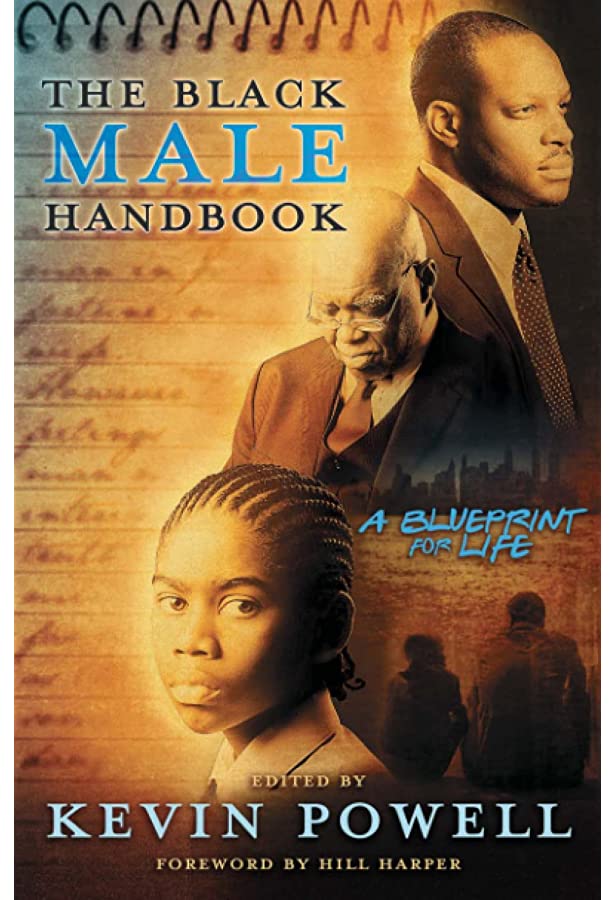 THE BLACK
MALE
HANDBOOK
A BLUEPRINT
FOR LIFE
EDITED BY
KEVIN POWELL
FOREWORD BY HILL HARPER